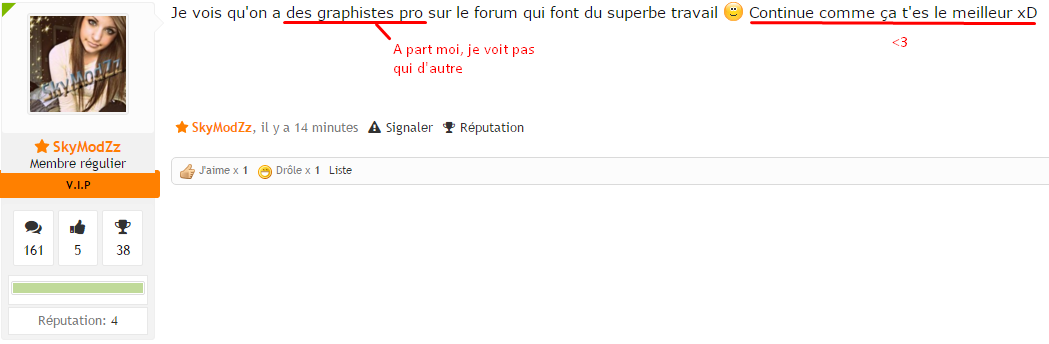 Je vois qu'on a des graphistes pro sur le forum qui font du superbe travail Continue comme ça t'es le meilleur xD
A part moi, je voit pas
qui d'autre
<3
SkyModZz
SkyModZz, il y a 14 minutes Signaler Réputation
SkyModZz
Membre régulier
V.I.P
J'aime x 1 Drôle x 1 Liste
161 5 38
Réputation: 4